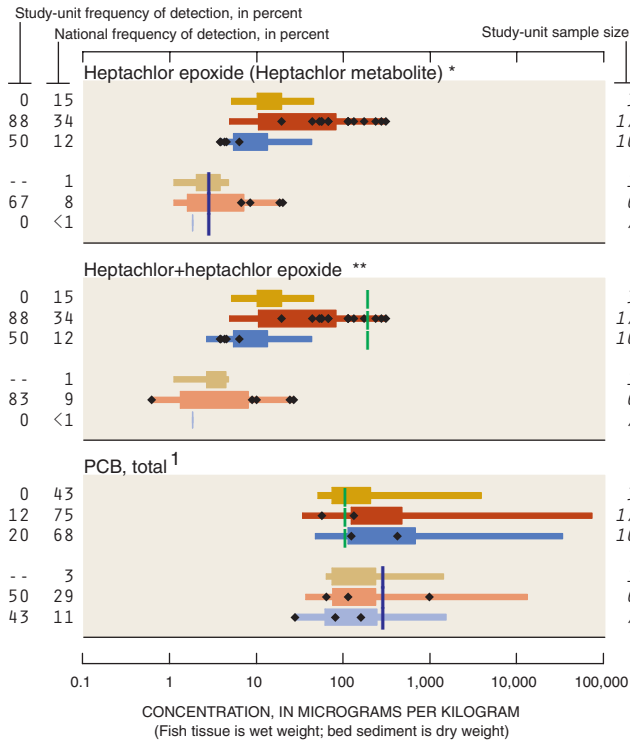 Study-unit frequency of detection, in percent
National frequency of detection, in percent
Study-unit sample size
Heptachlor epoxide (Heptachlor metabolite) *
0 15
88 34
50 12
-- 1
67 8
0 <1
Heptachlor+heptachlor epoxide **
0 15
88 34
50 12
-- 1
83 9
0 <1
PCB, total 1
0 43
12 75
20 68
-- 3
50 29
43 11
0.1 1 10 100 1,000 10,000 100,000
CONCENTRATION, IN MICROGRAMS PER KILOGRAM
(Fish tissue is wet weight; bed sediment is dry weight)